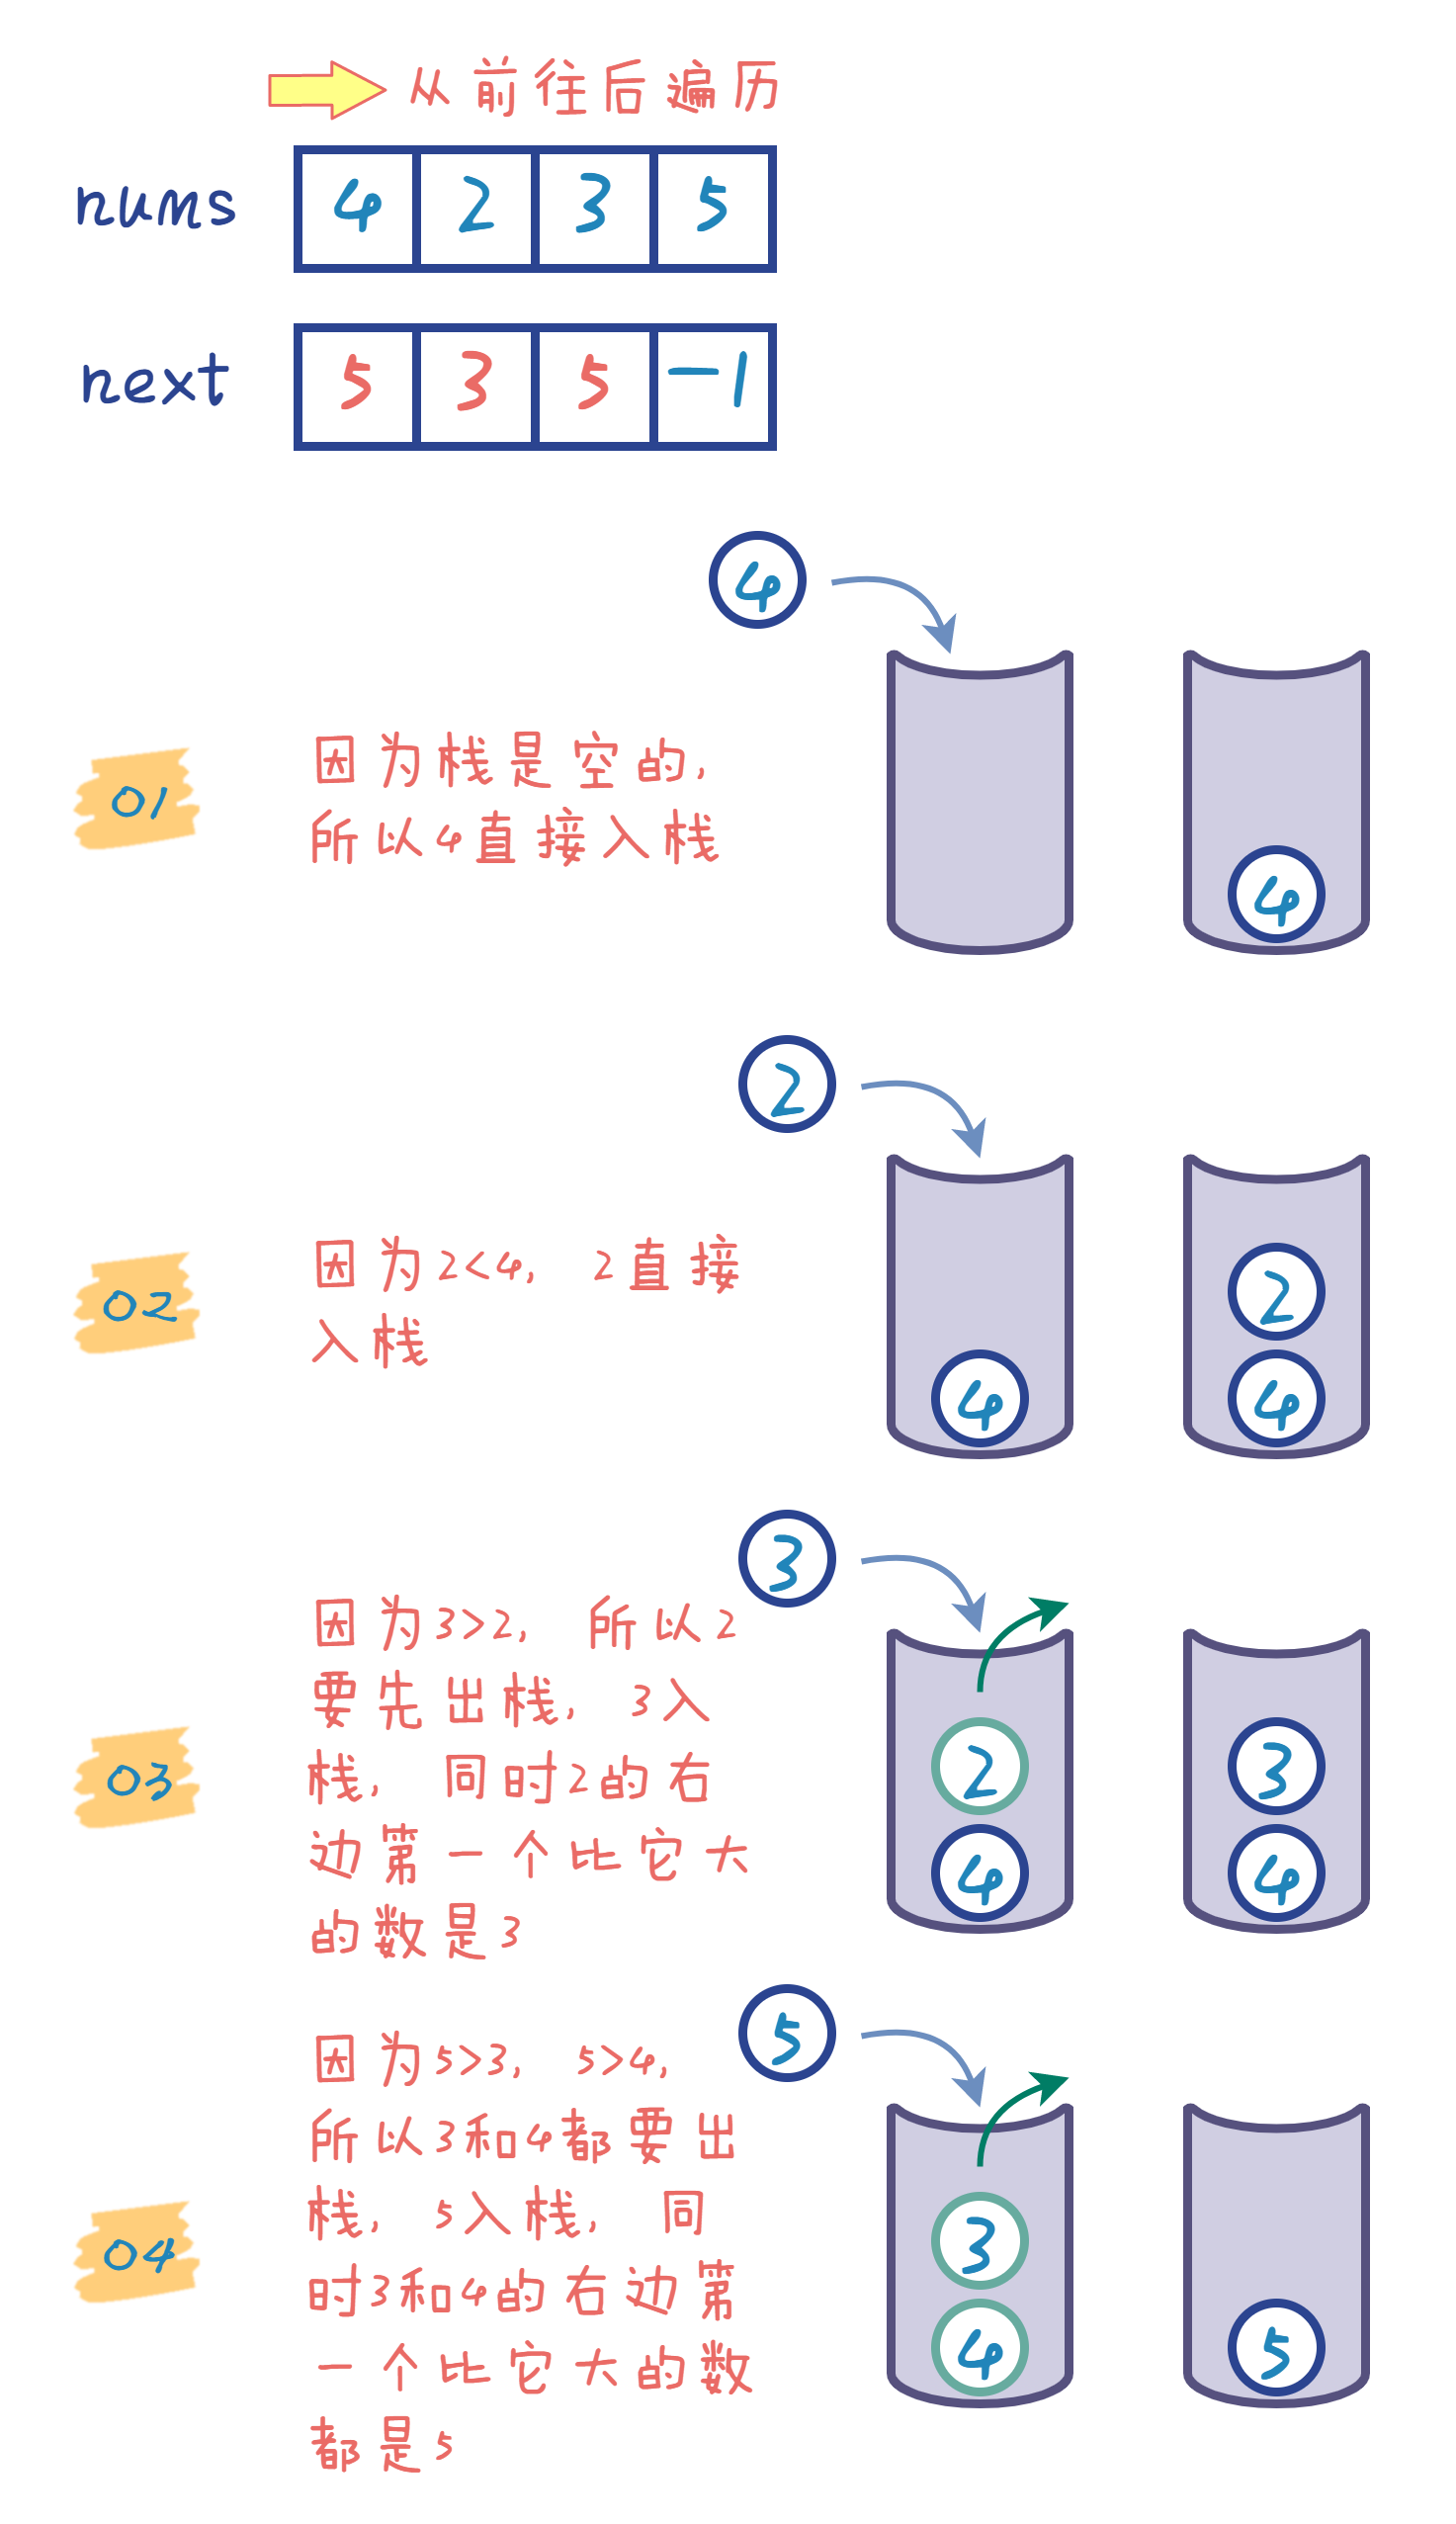 从前往后遍历
nums 4 2 3 5
next 5 3 5 -1
4
01
因为栈是空的,
所以4直接入栈
4
2
02
因为2<4, 2直接
入栈
2
4 4
3
03
因为3>2, 所以2
要先出栈, 3入
栈, 同时2的右
边第一个比它大
的数是3
2 3
4 4
5
04
因为5>3, 5>4,
所以3和4都要出
栈, 5入栈, 同
时3和4的右边第
一个比它大的数
都是5
3
4 5